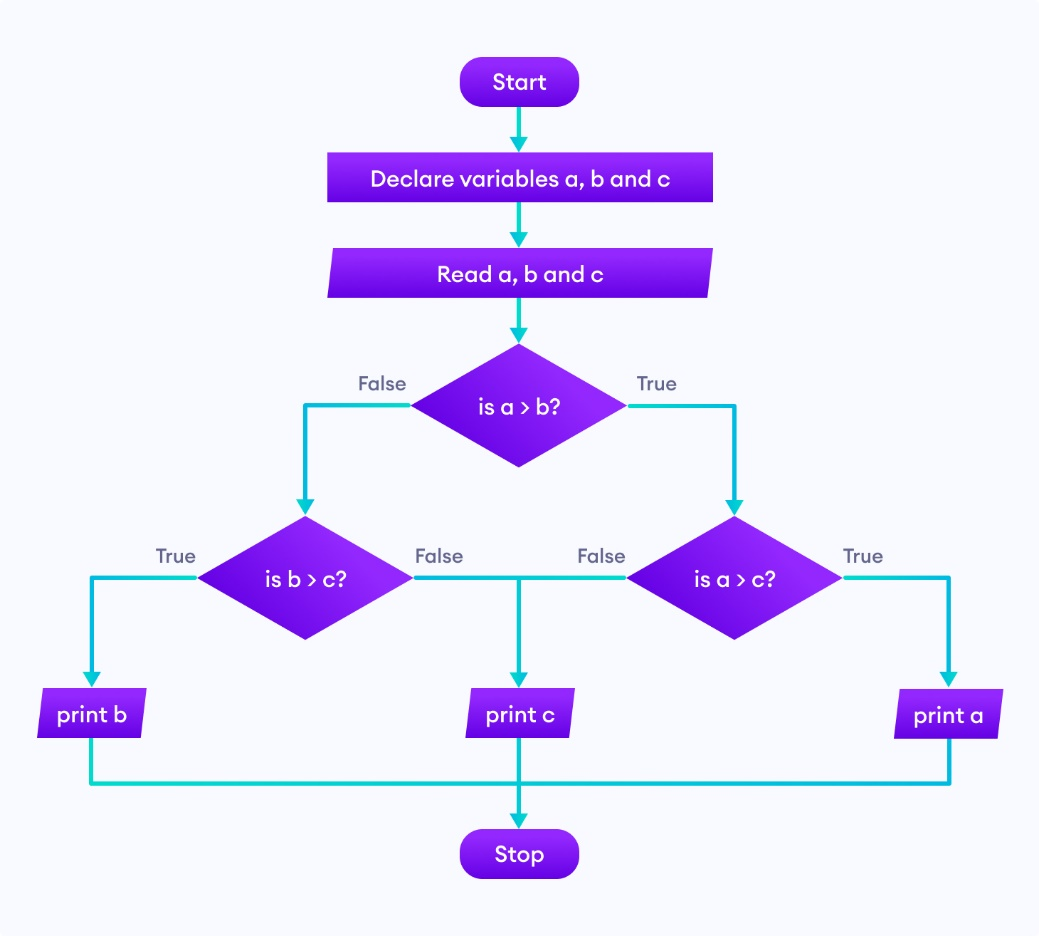 Start
Declare variables a, b and c
Read a, b and c
False
True
is a > b?
True
False
False
True
is b > c?
is a > c?
print b
print c
print a
Stop